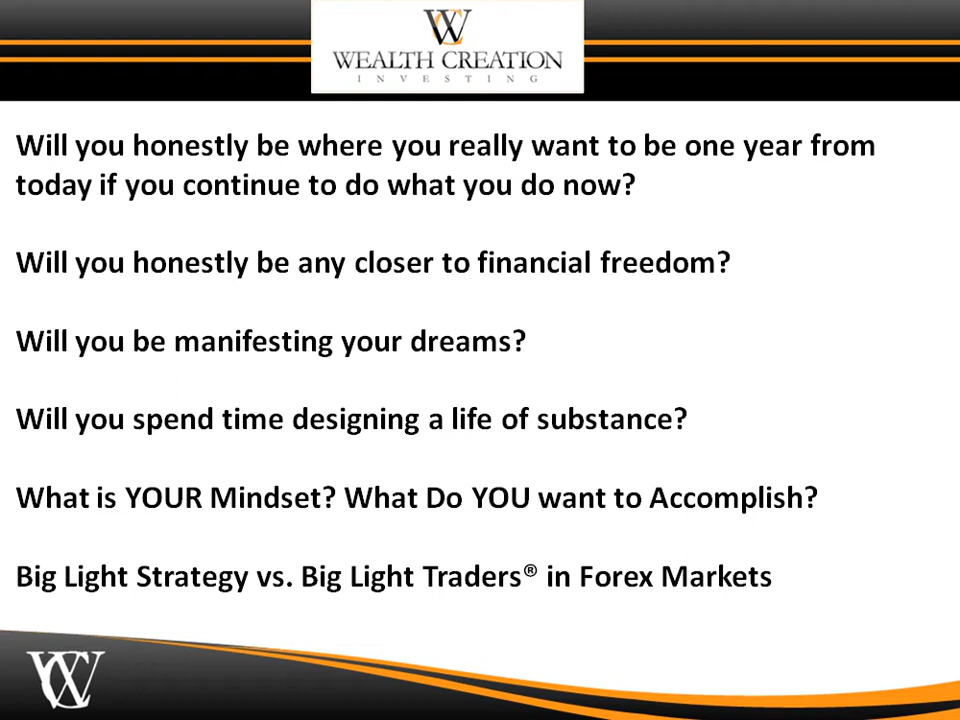 WC
WEALTH CREATION
INVESTING
Will you honestly be where you really want to be one year from
today if you continue to do what you do now?
Will you honestly be any closer to financial freedom?
Will you be manifesting your dreams?
Will you spend time designing a life of substance?
What is YOUR Mindset? What Do YOU want to Accomplish?
Big Light Strategy vs. Big Light Traders® in Forex Markets
WC